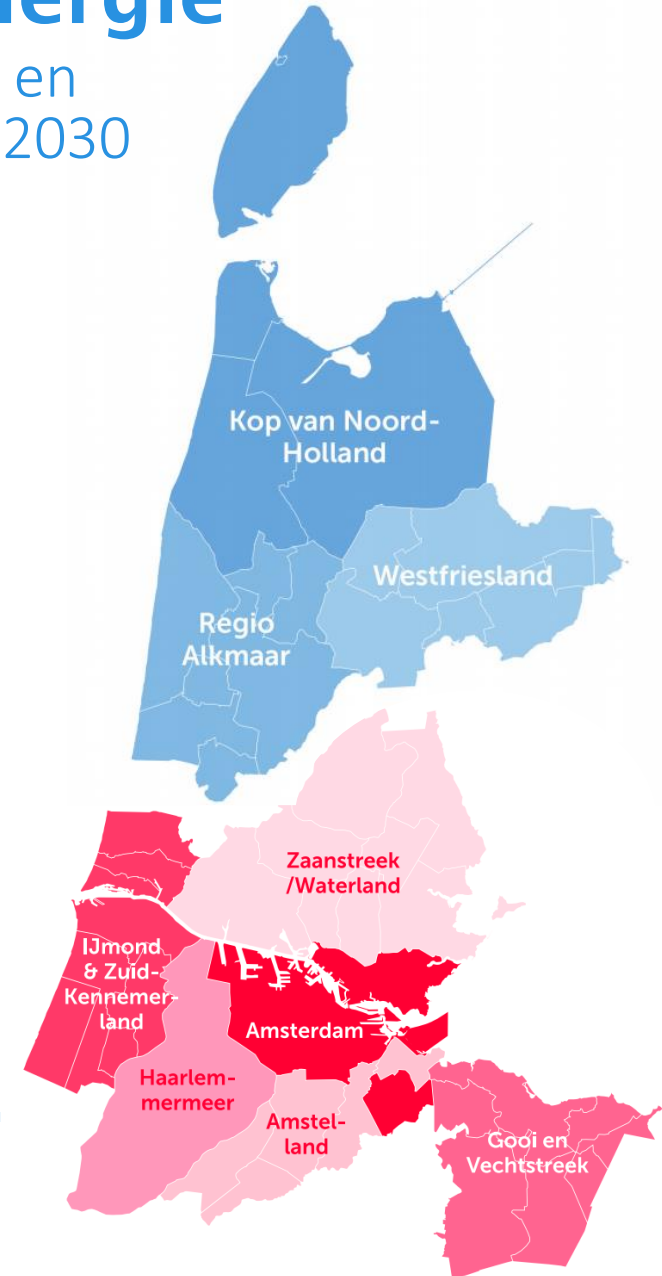 nergie
en
2030
Kop van Noord-
Holland
Westfriesland
Regio
Alkmaar
Zaanstreek
/Waterland
IJmond
& Zuid-
Kennemer-
land
Amsterdam
Haarlem-
mermeer
Amstel-
land
Gooi en
Vechtstreek